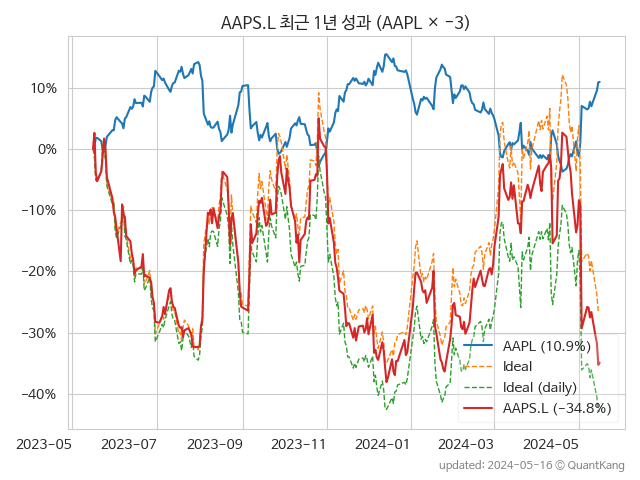 AAPS.L 최근 1년 성과 (AAPL × −3)
10%
0%
−10%
−20%
−30%
−40%
AAPL (10.9%)
Ideal
Ideal (daily)
AAPS.L (−34.8%)
2023-05
2023-07
2023-09
2023-11
2024-01
2024-03
2024-05
updated: 2024-05-16 © QuantKang